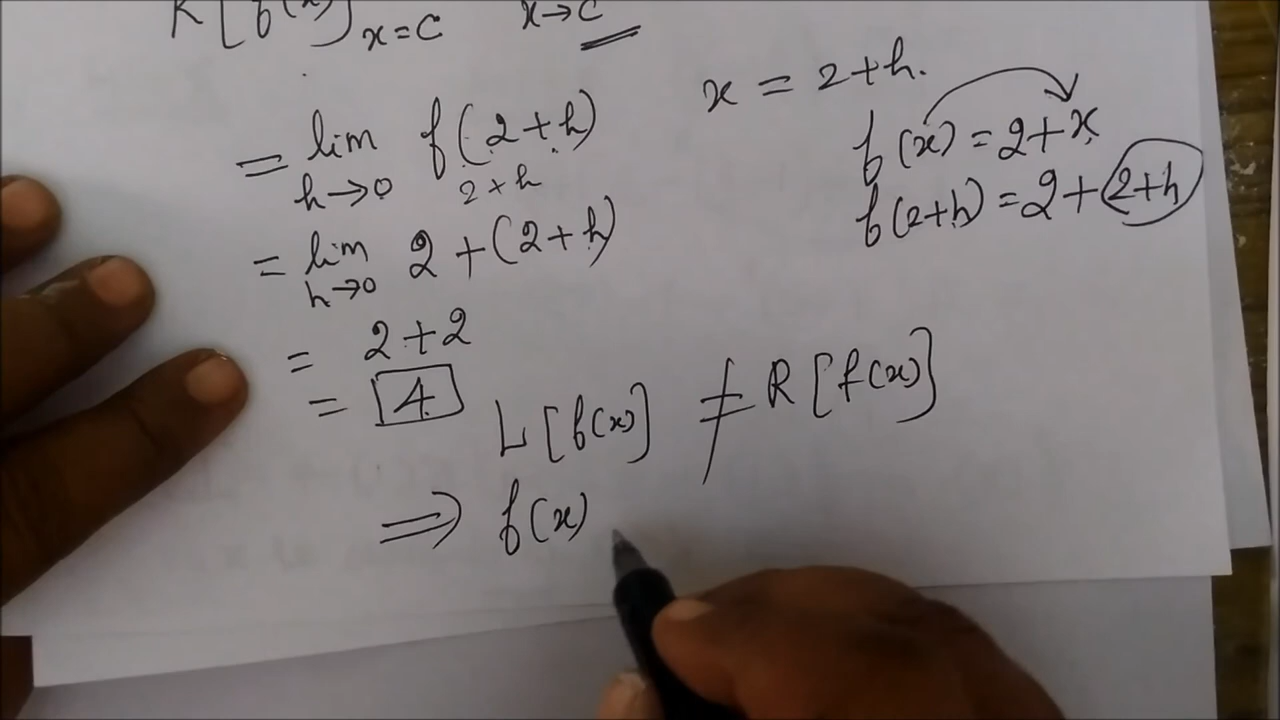 R[f(x)]x=C x→C
= lim f(2+h)
h→0 2+h
= lim 2+(2+h)
h→0
= 2+2
= 4
x = 2+h.
f(x)=2+x
f(2+h)=2+(2+h)
L[f(x)] ≠ R[f(x)]
⇒ f(x)